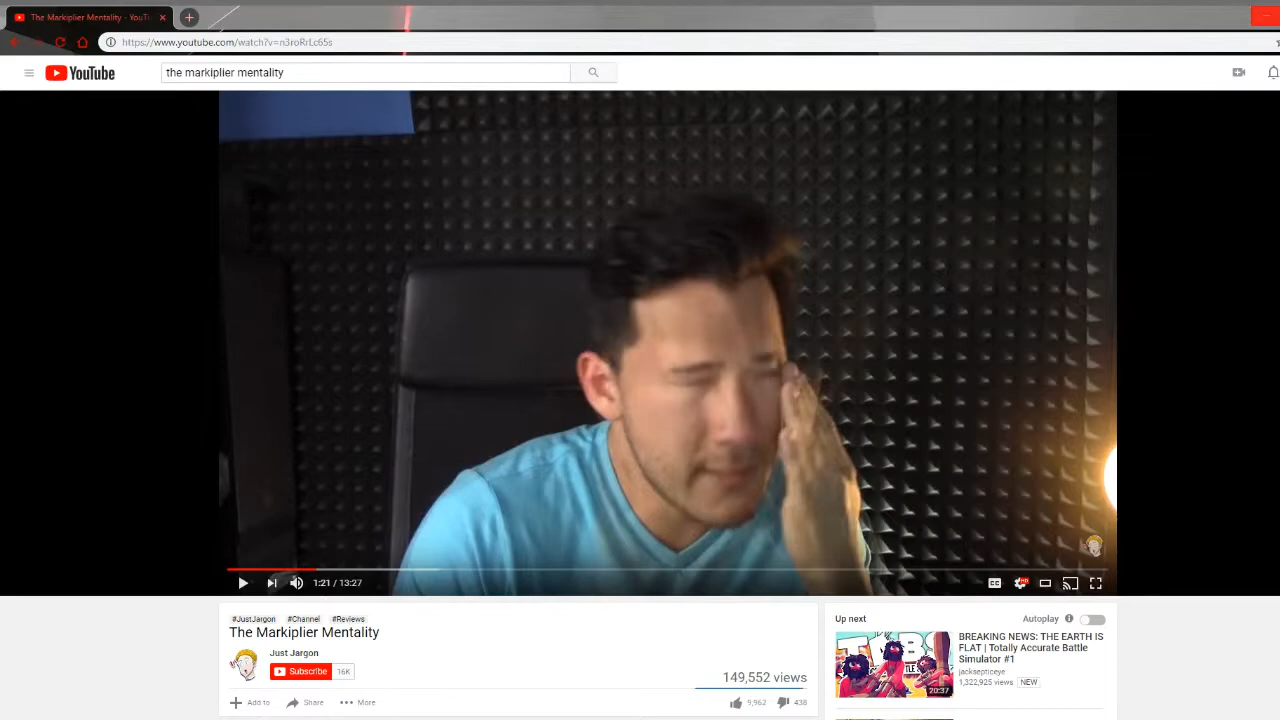 The Markiplier Mentality - YouTu
https://www.youtube.com/watch?v=n3roRrLc65s
YouTube
the markiplier mentality
1:21 / 13:27
CC
HD
#JustJargon #Channel #Reviews
The Markiplier Mentality
Just Jargon
Subscribe 16K
149,552 views
Add to Share More
9,962 438
Up next
Autoplay
BREAKING NEWS: THE EARTH IS
FLAT | Totally Accurate Battle
Simulator #1
jacksepticeye
1,322,925 views NEW
20:37